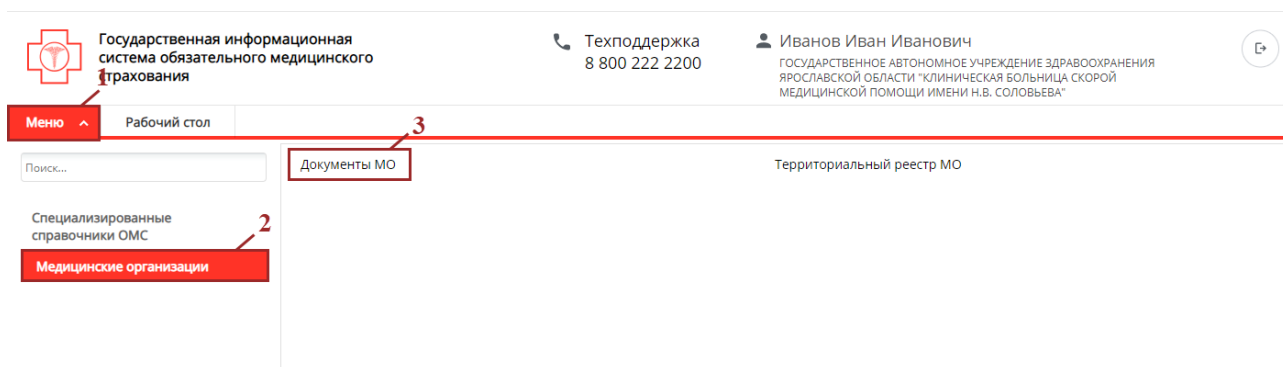 Государственная информационная
система обязательного медицинского
страхования
Техподдержка
8 800 222 2200
Иванов Иван Иванович
ГОСУДАРСТВЕННОЕ АВТОНОМНОЕ УЧРЕЖДЕНИЕ ЗДРАВООХРАНЕНИЯ
ЯРОСЛАВСКОЙ ОБЛАСТИ "КЛИНИЧЕСКАЯ БОЛЬНИЦА СКОРОЙ
МЕДИЦИНСКОЙ ПОМОЩИ ИМЕНИ Н.В. СОЛОВЬЕВА"
1
Меню
Рабочий стол
3
Поиск...
Документы МО
Территориальный реестр МО
Специализированные
справочники ОМС
2
Медицинские организации